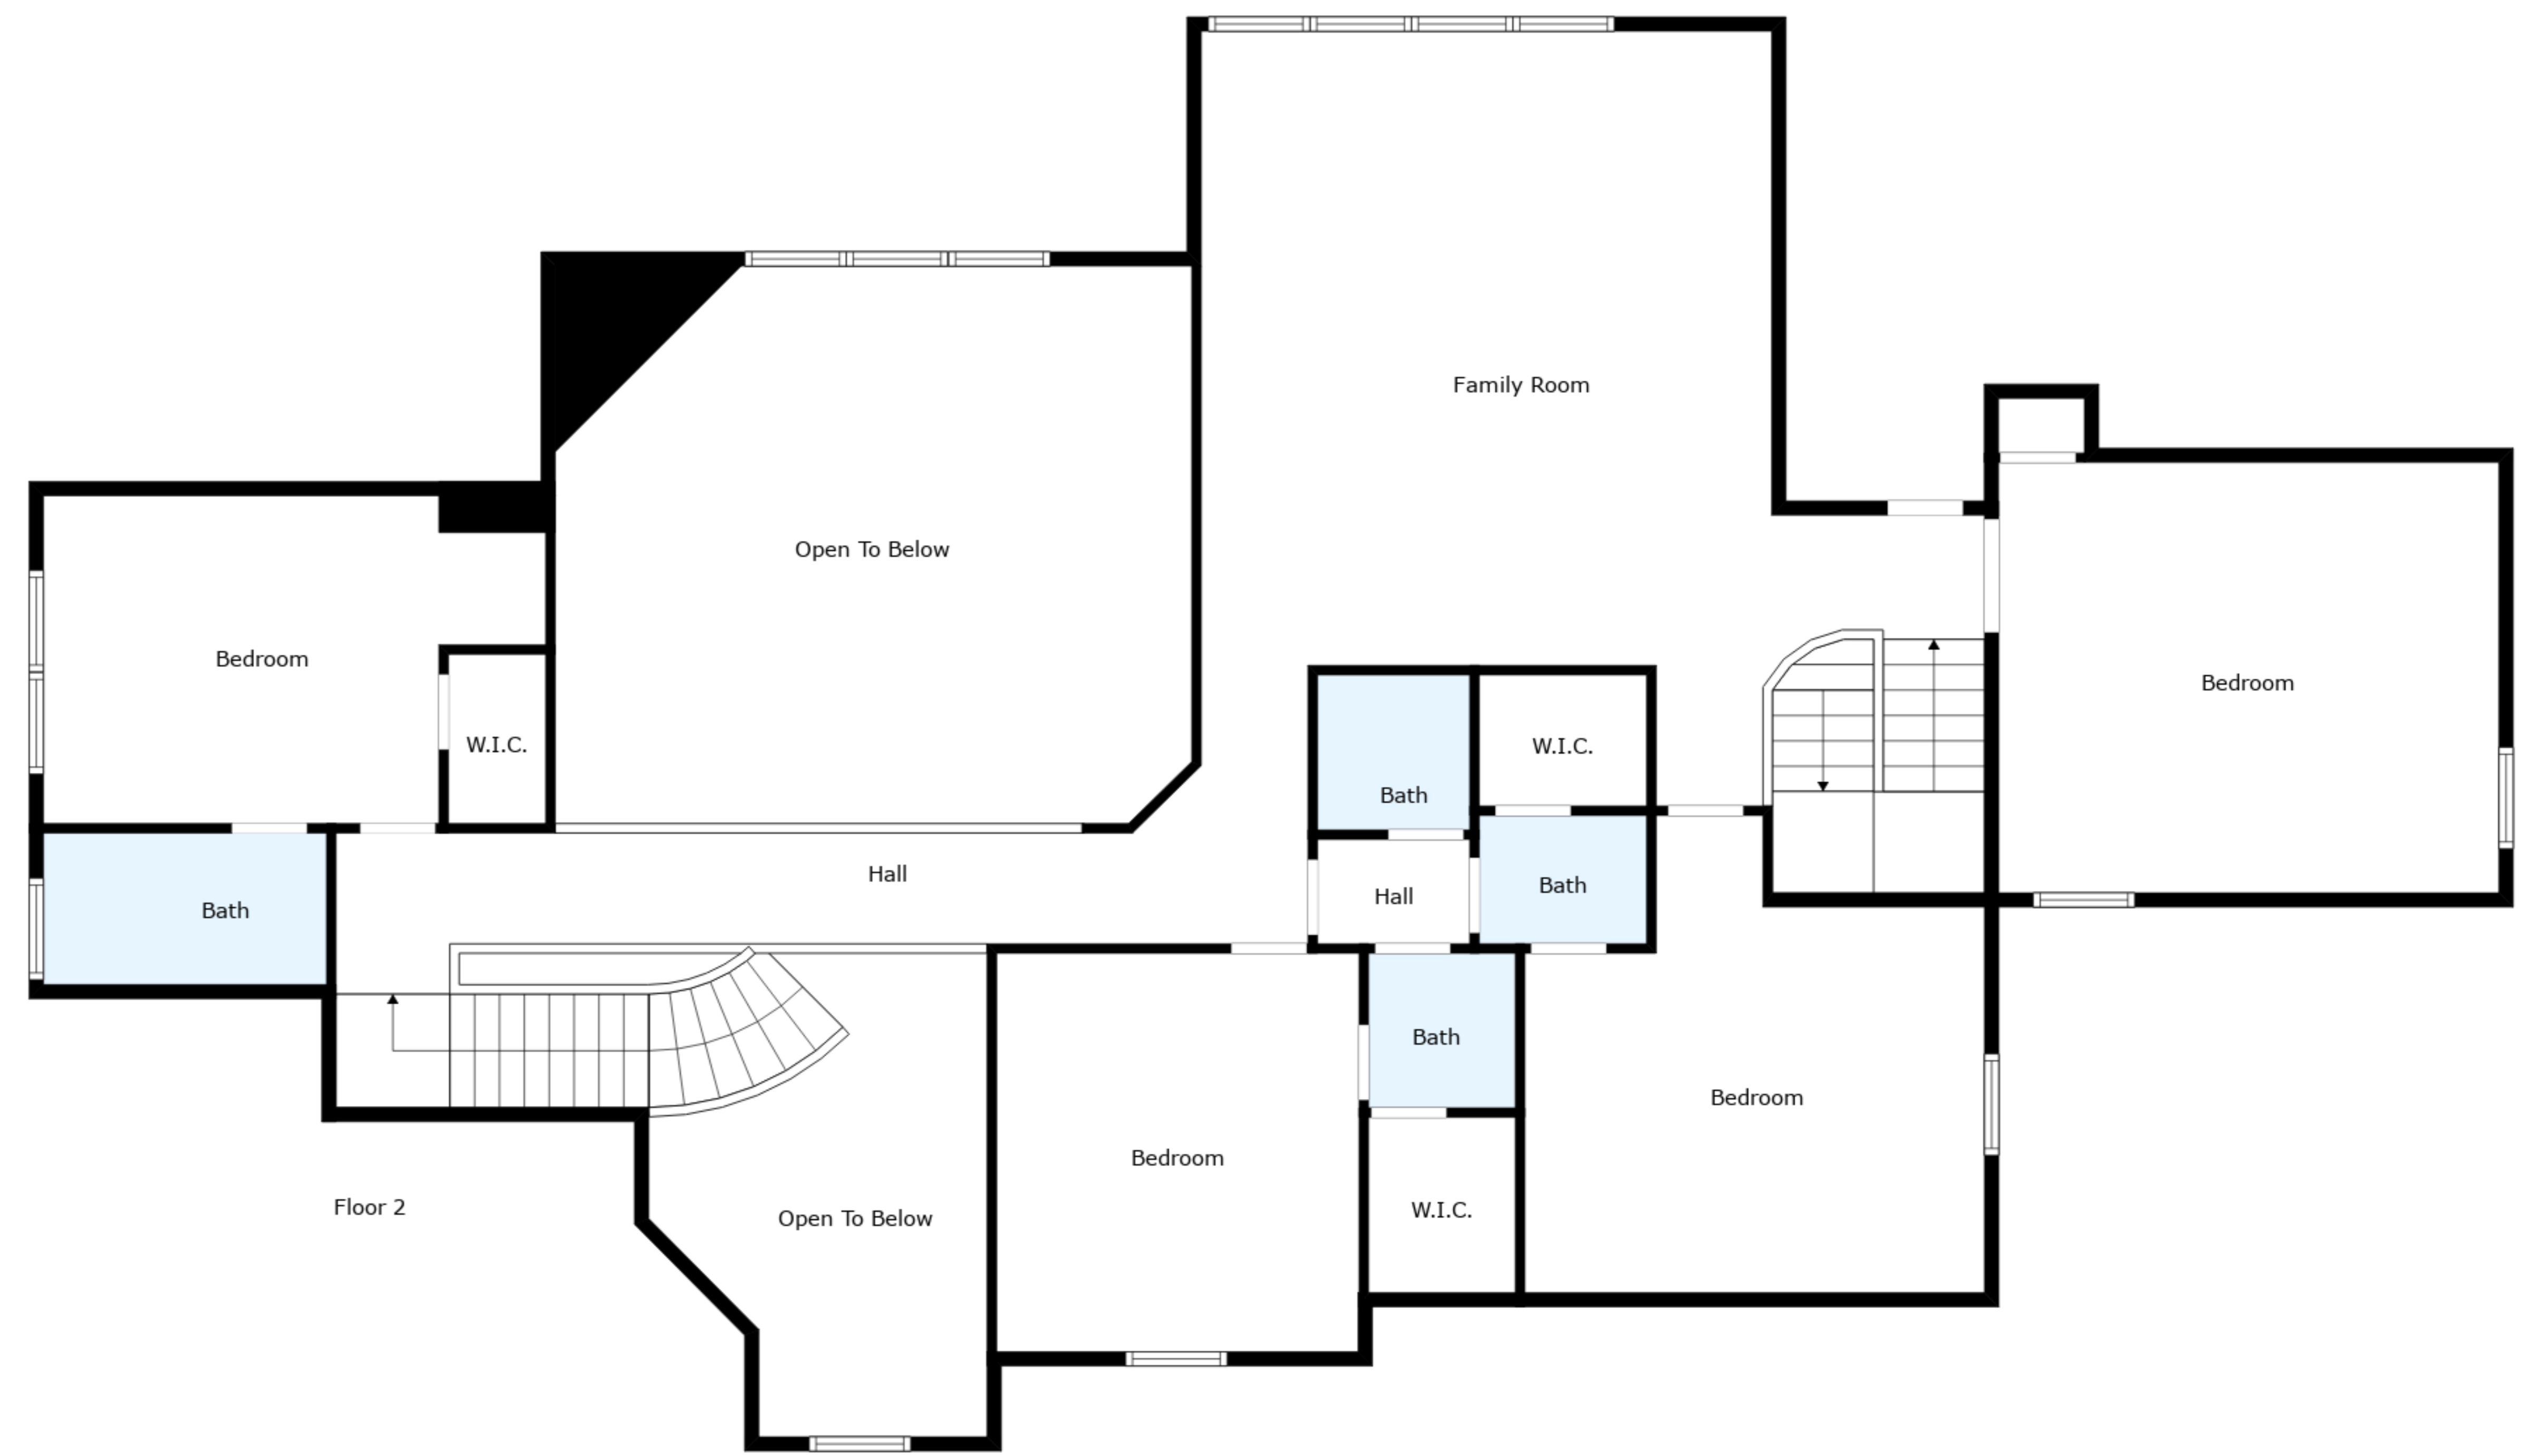 Family Room
Open To Below
Bedroom
Bedroom
W.I.C.
W.I.C.
Bath
Hall
Bath
Hall
Bath
Bath
Bedroom
Bedroom
W.I.C.
Floor 2
Open To Below